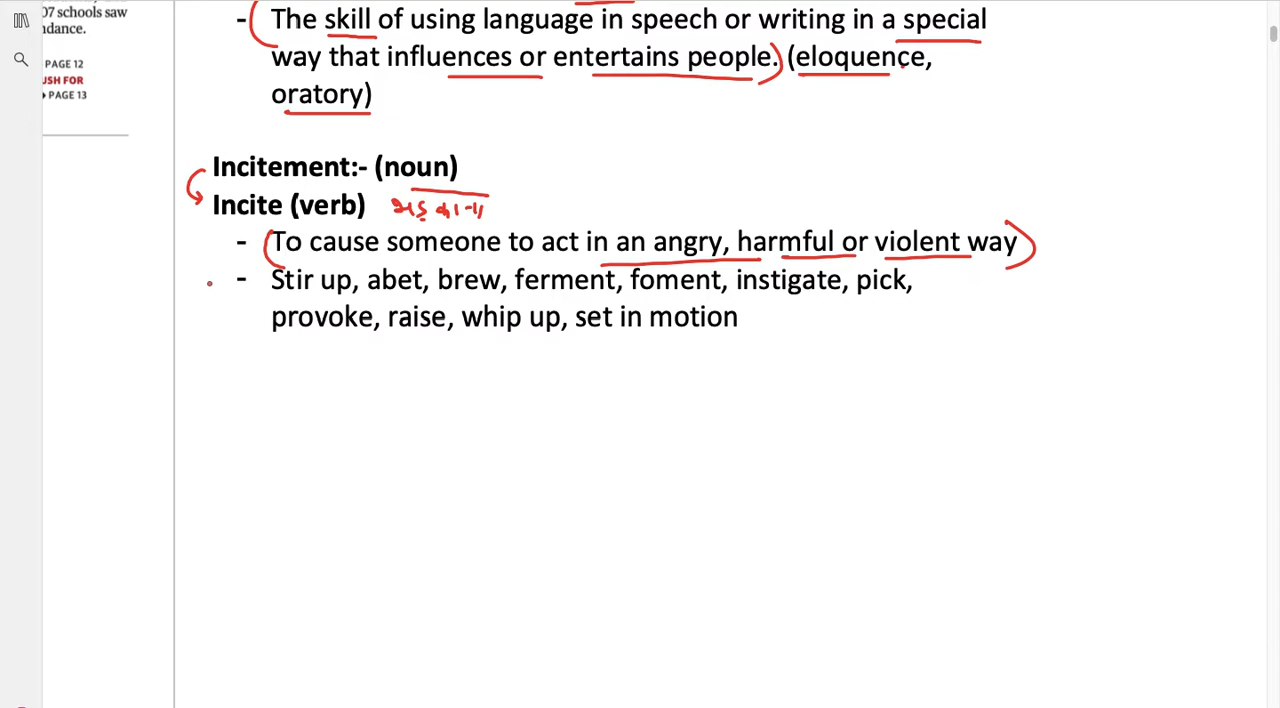 07 schools saw
ndance.
PAGE 12
USH FOR
PAGE 13
- The skill of using language in speech or writing in a special
way that influences or entertains people. (eloquence,
oratory)
Incitement:- (noun)
Incite (verb)
- To cause someone to act in an angry, harmful or violent way
- Stir up, abet, brew, ferment, foment, instigate, pick,
provoke, raise, whip up, set in motion